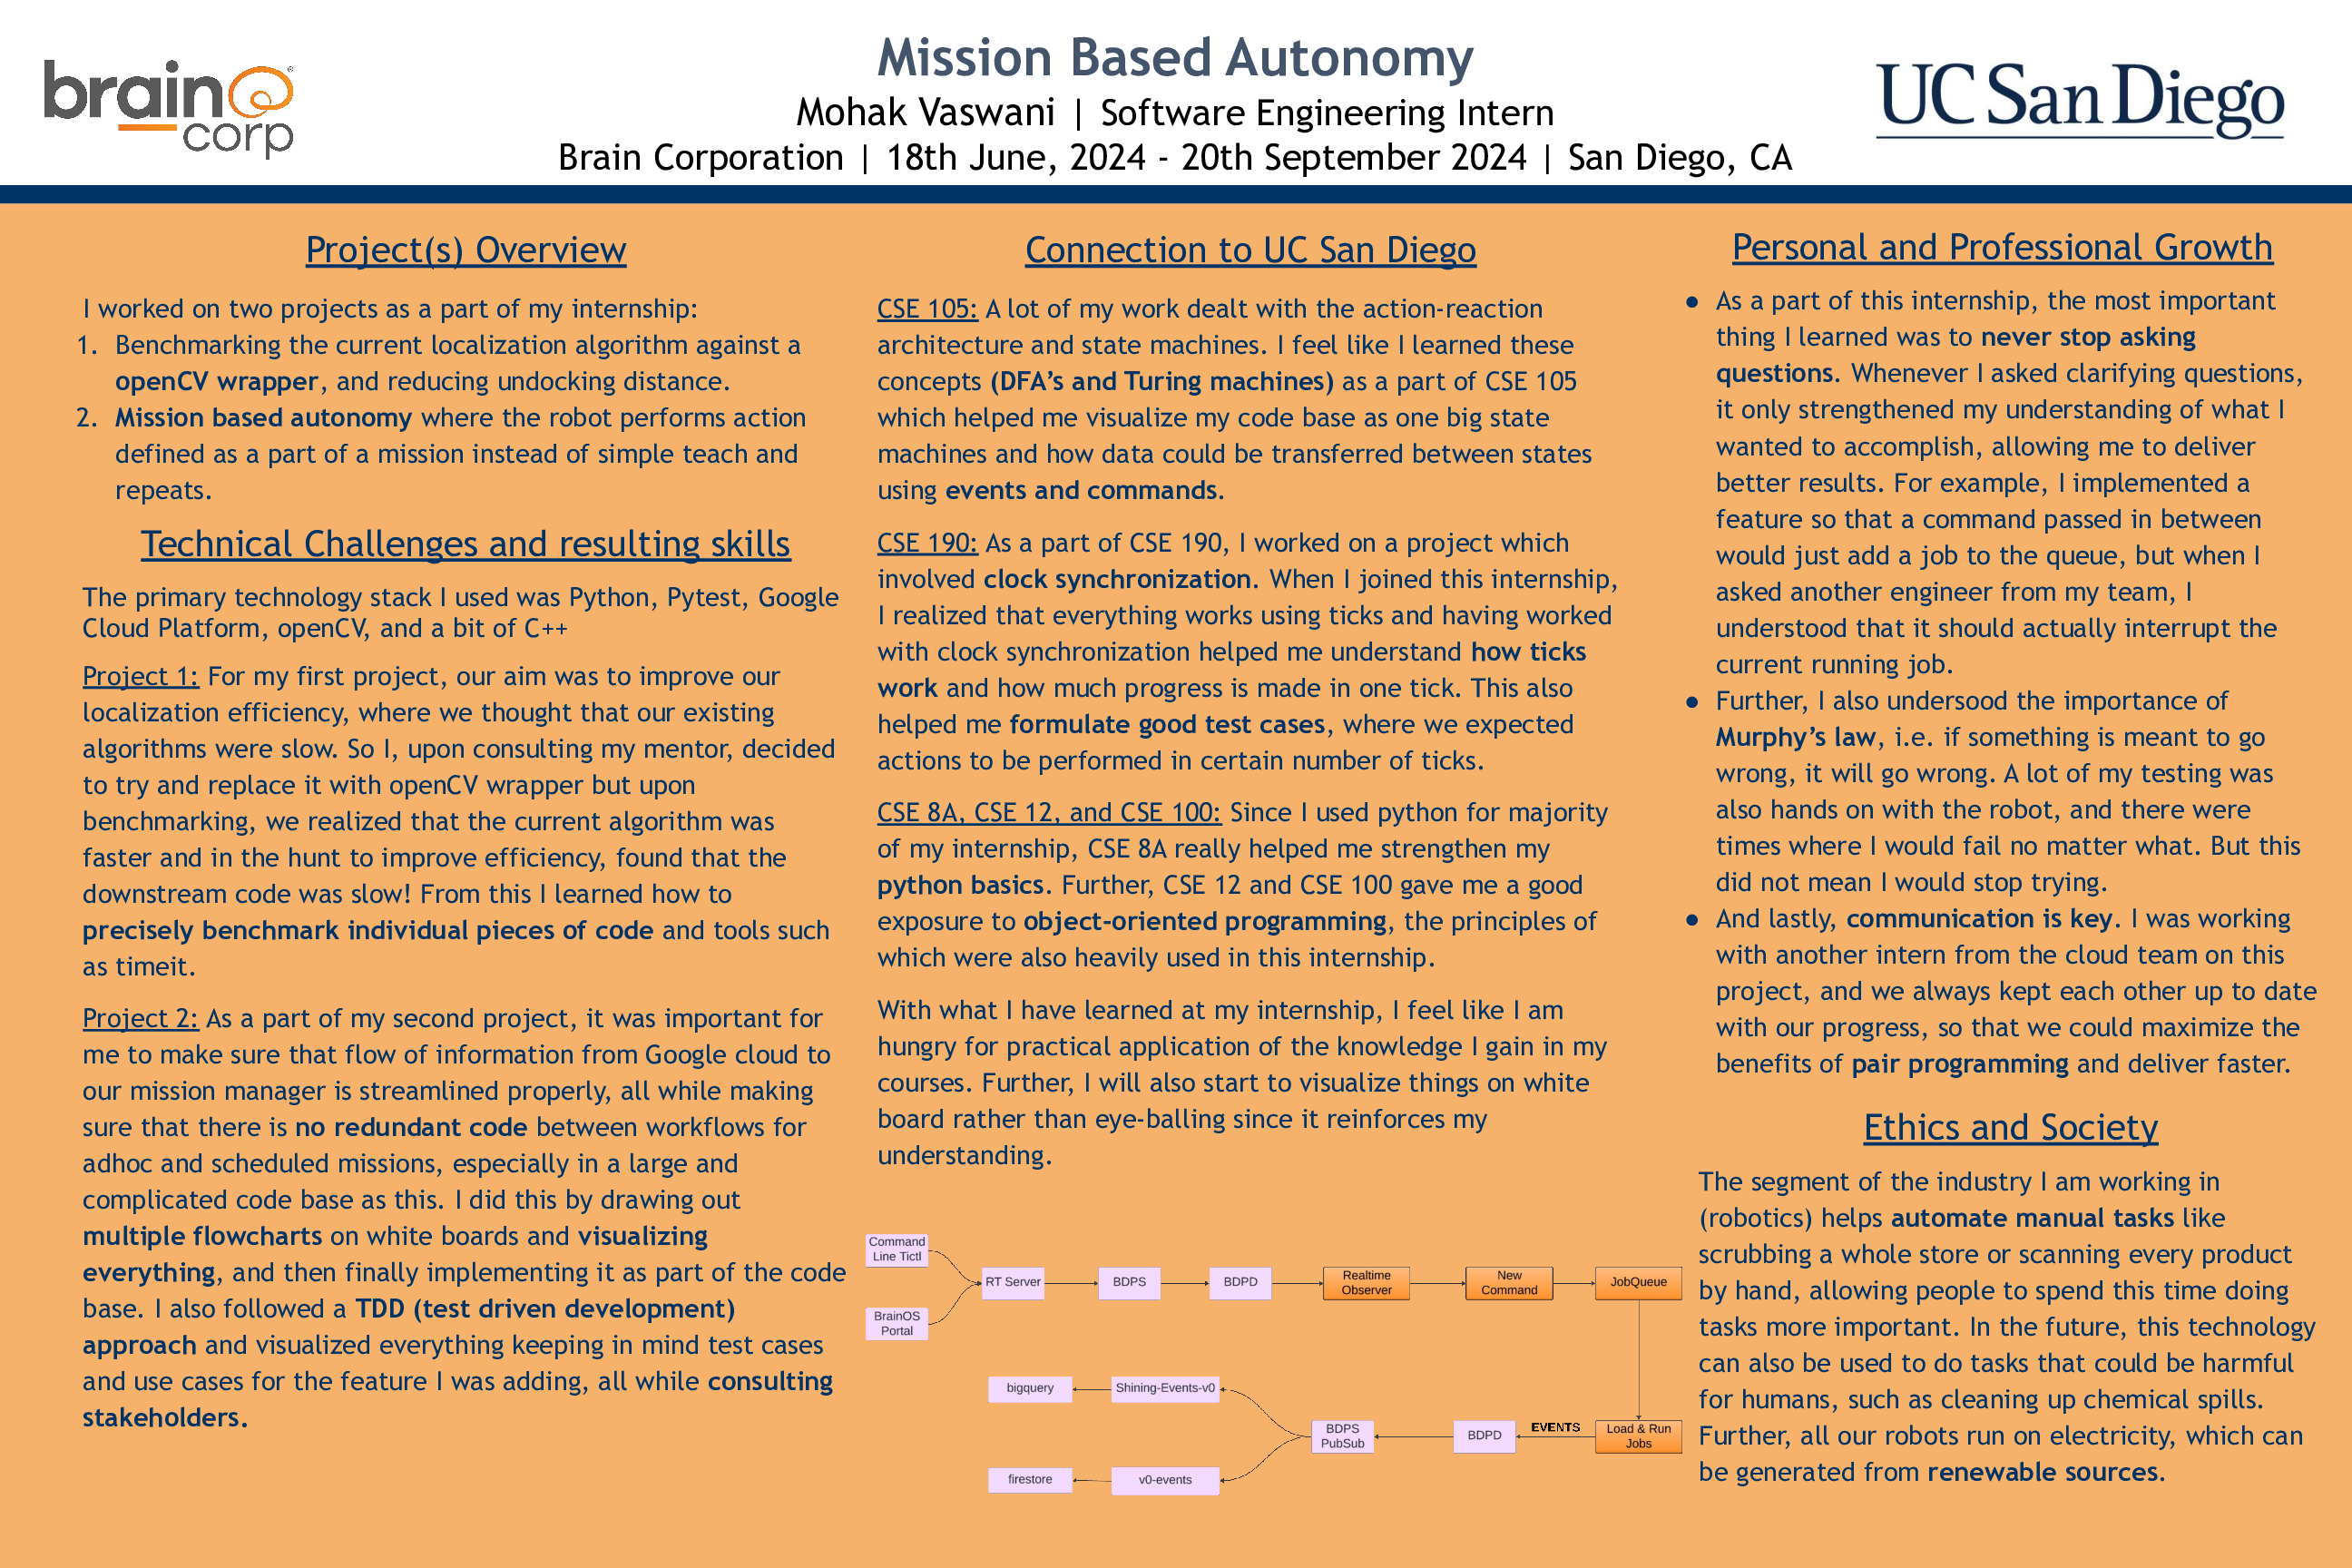 brain corp
Mission Based Autonomy
Mohak Vaswani | Software Engineering Intern
Brain Corporation | 18th June, 2024 - 20th September 2024 | San Diego, CA
UC San Diego
Project(s) Overview
I worked on two projects as a part of my internship:
1. Benchmarking the current localization algorithm against a
openCV wrapper, and reducing undocking distance.
2. Mission based autonomy where the robot performs action
defined as a part of a mission instead of simple teach and
repeats.
Technical Challenges and resulting skills
The primary technology stack I used was Python, Pytest, Google
Cloud Platform, openCV, and a bit of C++
Project 1: For my first project, our aim was to improve our
localization efficiency, where we thought that our existing
algorithms were slow. So I, upon consulting my mentor, decided
to try and replace it with openCV wrapper but upon
benchmarking, we realized that the current algorithm was
faster and in the hunt to improve efficiency, found that the
downstream code was slow! From this I learned how to
precisely benchmark individual pieces of code and tools such
as timeit.
Project 2: As a part of my second project, it was important for
me to make sure that flow of information from Google cloud to
our mission manager is streamlined properly, all while making
sure that there is no redundant code between workflows for
adhoc and scheduled missions, especially in a large and
complicated code base as this. I did this by drawing out
multiple flowcharts on white boards and visualizing
everything, and then finally implementing it as part of the code
base. I also followed a TDD (test driven development)
approach and visualized everything keeping in mind test cases
and use cases for the feature I was adding, all while consulting
stakeholders.
Connection to UC San Diego
CSE 105: A lot of my work dealt with the action-reaction
architecture and state machines. I feel like I learned these
concepts (DFA's and Turing machines) as a part of CSE 105
which helped me visualize my code base as one big state
machines and how data could be transferred between states
using events and commands.
CSE 190: As a part of CSE 190, I worked on a project which
involved clock synchronization. When I joined this internship,
I realized that everything works using ticks and having worked
with clock synchronization helped me understand how ticks
work and how much progress is made in one tick. This also
helped me formulate good test cases, where we expected
actions to be performed in certain number of ticks.
CSE 8A, CSE 12, and CSE 100: Since I used python for majority
of my internship, CSE 8A really helped me strengthen my
python basics. Further, CSE 12 and CSE 100 gave me a good
exposure to object-oriented programming, the principles of
which were also heavily used in this internship.
With what I have learned at my internship, I feel like I am
hungry for practical application of the knowledge I gain in my
courses. Further, I will also start to visualize things on white
board rather than eye-balling since it reinforces my
understanding.
Command
Line Tictl
BrainOS
Portal
RT Server
BDPS
BDPD
Realtime
Observer
New
Command
JobQueue
Load & Run
Jobs
EVENTS
BDPD
BDPS
PubSub
Shining-Events-v0
bigquery
v0-events
firestore
Personal and Professional Growth
● As a part of this internship, the most important
thing I learned was to never stop asking
questions. Whenever I asked clarifying questions,
it only strengthened my understanding of what I
wanted to accomplish, allowing me to deliver
better results. For example, I implemented a
feature so that a command passed in between
would just add a job to the queue, but when I
asked another engineer from my team, I
understood that it should actually interrupt the
current running job.
● Further, I also undersood the importance of
Murphy's law, i.e. if something is meant to go
wrong, it will go wrong. A lot of my testing was
also hands on with the robot, and there were
times where I would fail no matter what. But this
did not mean I would stop trying.
● And lastly, communication is key. I was working
with another intern from the cloud team on this
project, and we always kept each other up to date
with our progress, so that we could maximize the
benefits of pair programming and deliver faster.
Ethics and Society
The segment of the industry I am working in
(robotics) helps automate manual tasks like
scrubbing a whole store or scanning every product
by hand, allowing people to spend this time doing
tasks more important. In the future, this technology
can also be used to do tasks that could be harmful
for humans, such as cleaning up chemical spills.
Further, all our robots run on electricity, which can
be generated from renewable sources.